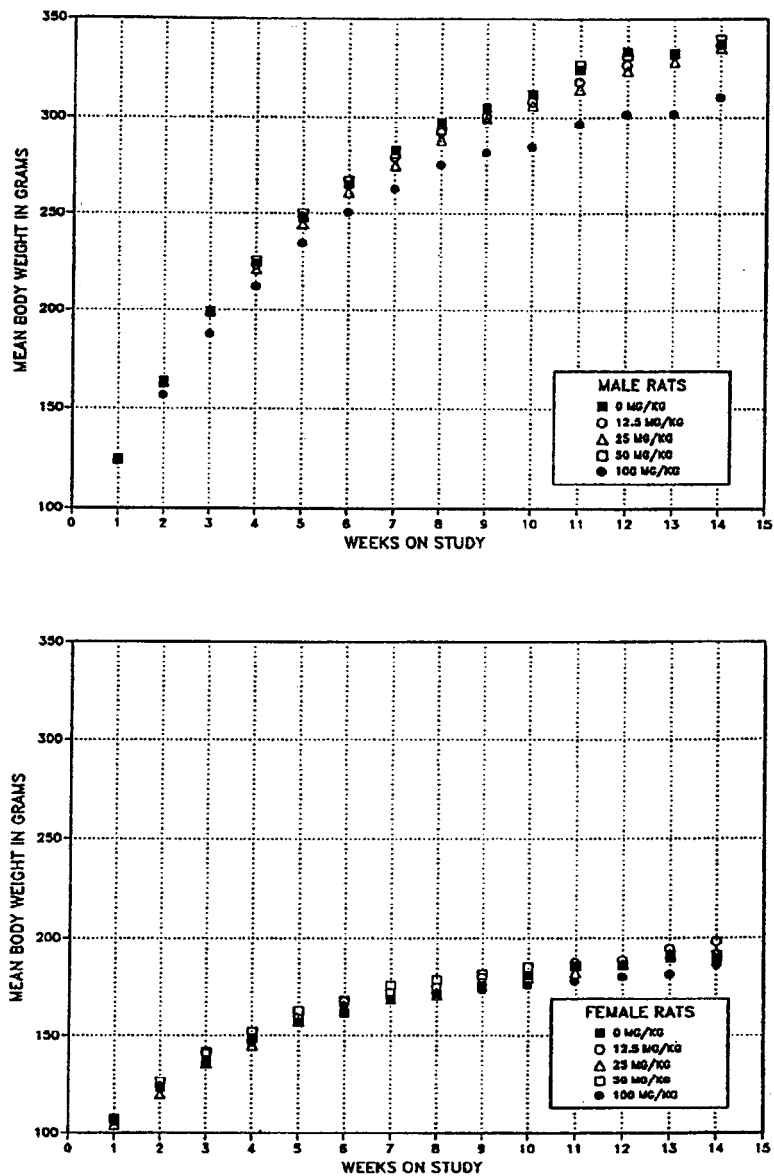 MEAN BODY WEIGHT IN GRAMS
350
300
250
200
150
100
0 1 2 3 4 5 6 7 8 9 10 11 12 13 14 15
WEEKS ON STUDY
MALE RATS
0 MG/KG
12.5 MG/KG
25 MG/KG
50 MG/KG
100 MG/KG
MEAN BODY WEIGHT IN GRAMS
350
300
250
200
150
100
0 1 2 3 4 5 6 7 8 9 10 11 12 13 14 15
WEEKS ON STUDY
FEMALE RATS
0 MG/KG
12.5 MG/KG
25 MG/KG
50 MG/KG
100 MG/KG